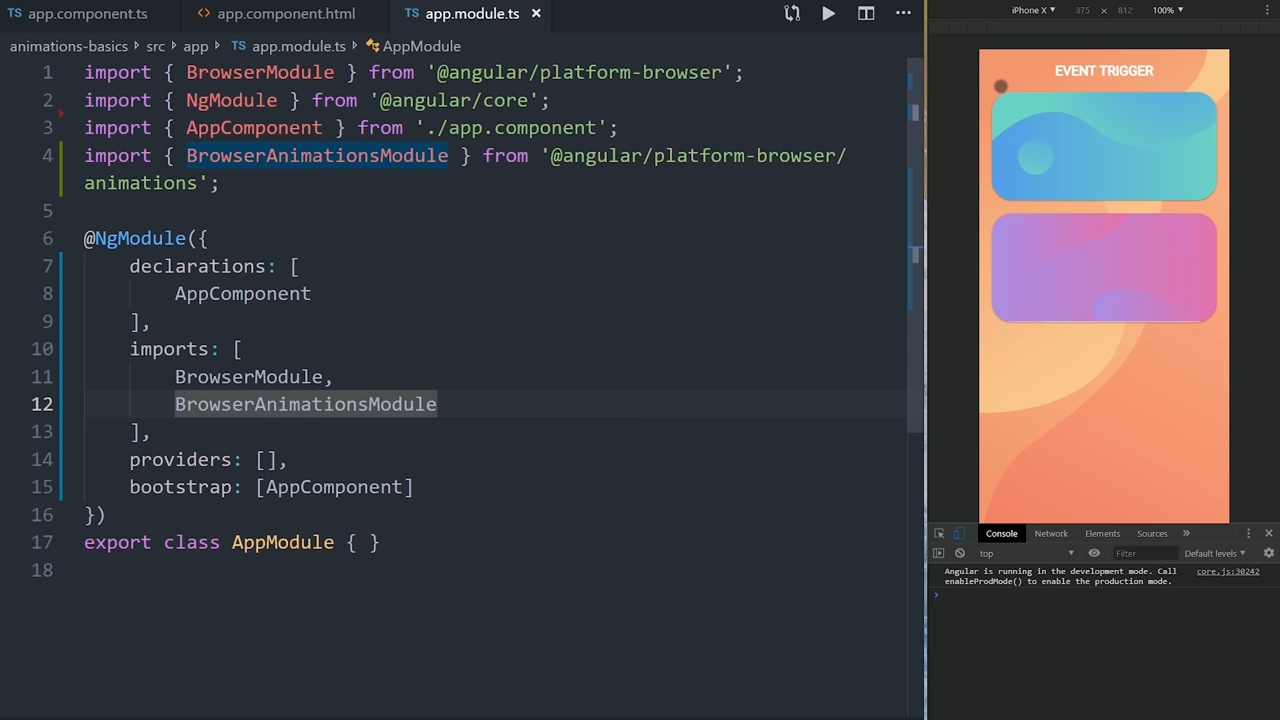 TS app.component.ts <> app.component.html TS app.module.ts ×
animations-basics > src > app > TS app.module.ts > AppModule
1 import { BrowserModule } from '@angular/platform-browser';
2 import { NgModule } from '@angular/core';
3 import { AppComponent } from './app.component';
4 import { BrowserAnimationsModule } from '@angular/platform-browser/
animations';
5
6 @NgModule({
7 declarations: [
8 AppComponent
9 ],
10 imports: [
11 BrowserModule,
12 BrowserAnimationsModule
13 ],
14 providers: [],
15 bootstrap: [AppComponent]
16 })
17 export class AppModule { }
18
iPhone X ▼ 375 × 812 100% ▼
EVENT TRIGGER
Console Network Elements Sources »
top ▼ Filter Default levels ▼
Angular is running in the development mode. Call core.js:30242
enableProdMode() to enable the production mode.